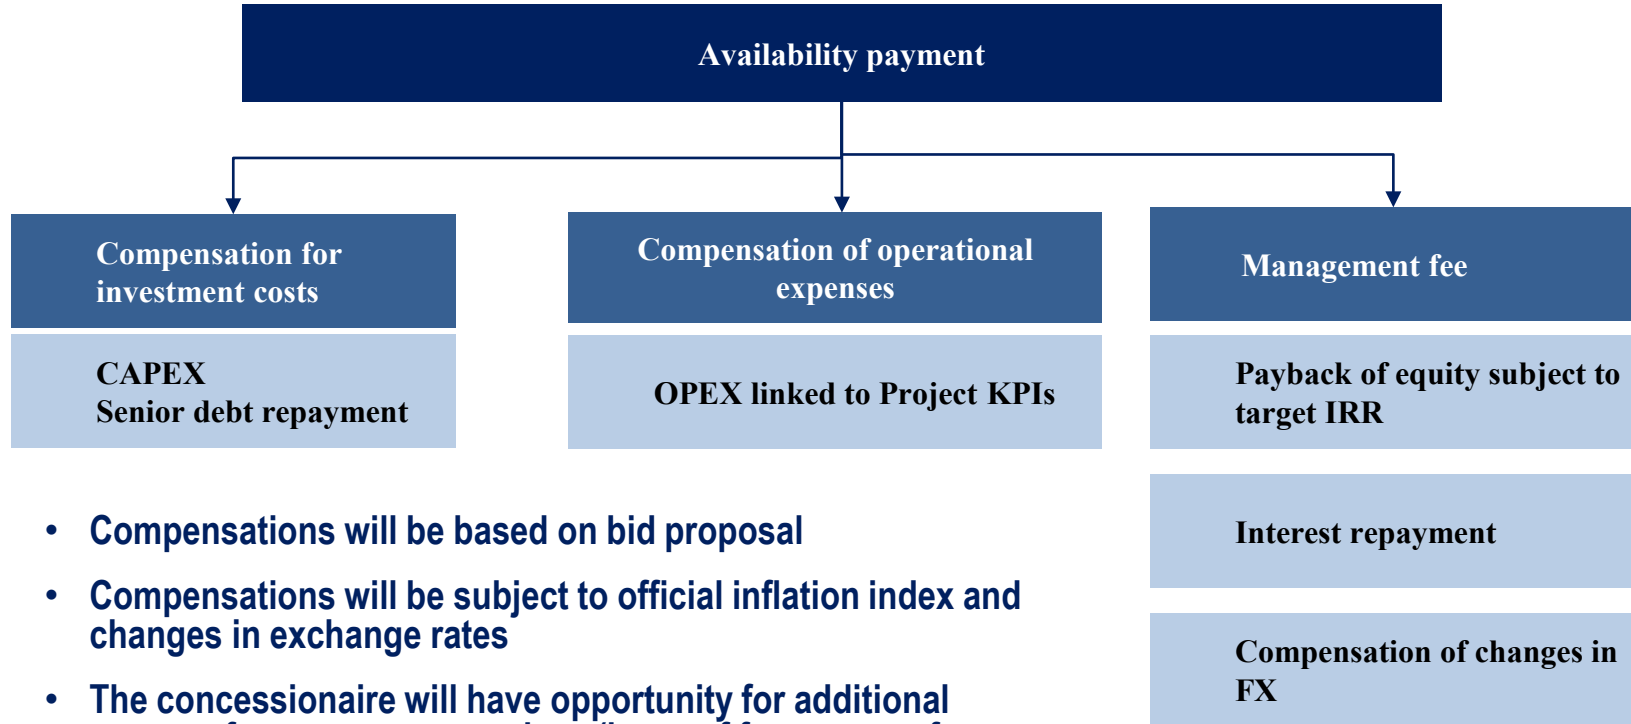 Availability payment
Compensation for
investment costs
CAPEX
Senior debt repayment
Compensation of operational
expenses
OPEX linked to Project KPIs
Management fee
Payback of equity subject to
target IRR
Interest repayment
Compensation of changes in
FX
• Compensations will be based on bid proposal
• Compensations will be subject to official inflation index and
changes in exchange rates
• The concessionaire will have opportunity for additional